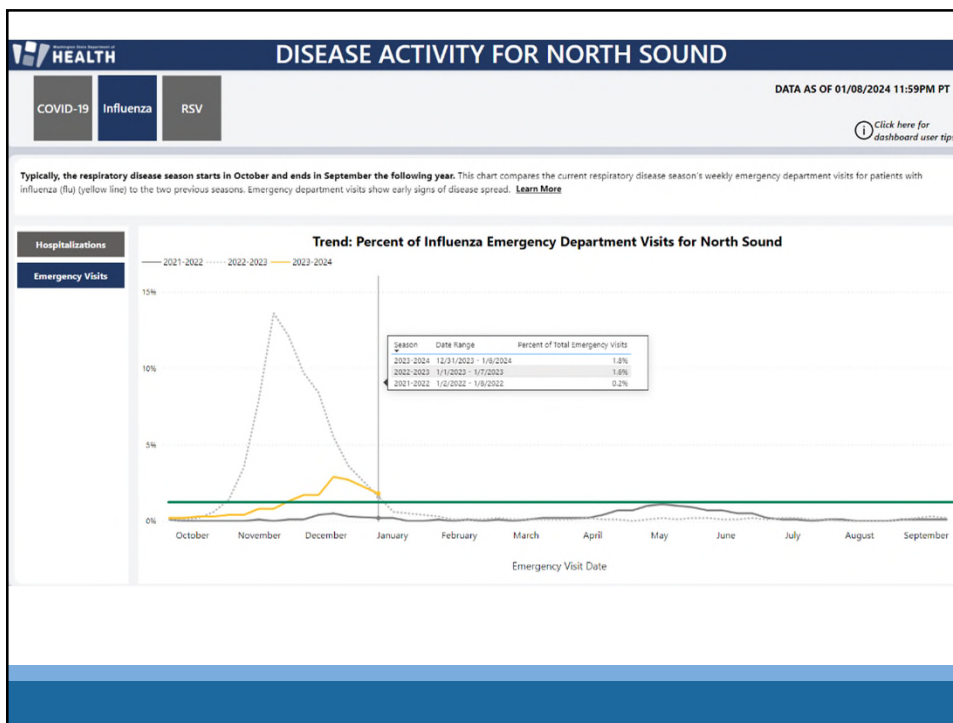 Washington State Department of
HEALTH
DISEASE ACTIVITY FOR NORTH SOUND
COVID-19
Influenza
RSV
DATA AS OF 01/08/2024 11:59PM PT
i
Click here for
dashboard user tips
Typically, the respiratory disease season starts in October and ends in September the following year. This chart compares the current respiratory disease season's weekly emergency department visits for patients with
influenza (flu) (yellow line) to the two previous seasons. Emergency department visits show early signs of disease spread. Learn More
Hospitalizations
Emergency Visits
Trend: Percent of Influenza Emergency Department Visits for North Sound
2021-2022 2022-2023 2023-2024
15%
10%
5%
0%
Season Date Range Percent of Total Emergency Visits
2023-2024 12/31/2023 - 1/6/2024 1.8%
2022-2023 1/1/2023 - 1/7/2023 1.6%
2021-2022 1/2/2022 - 1/8/2022 0.2%
October November December January February March April May June July August September
Emergency Visit Date